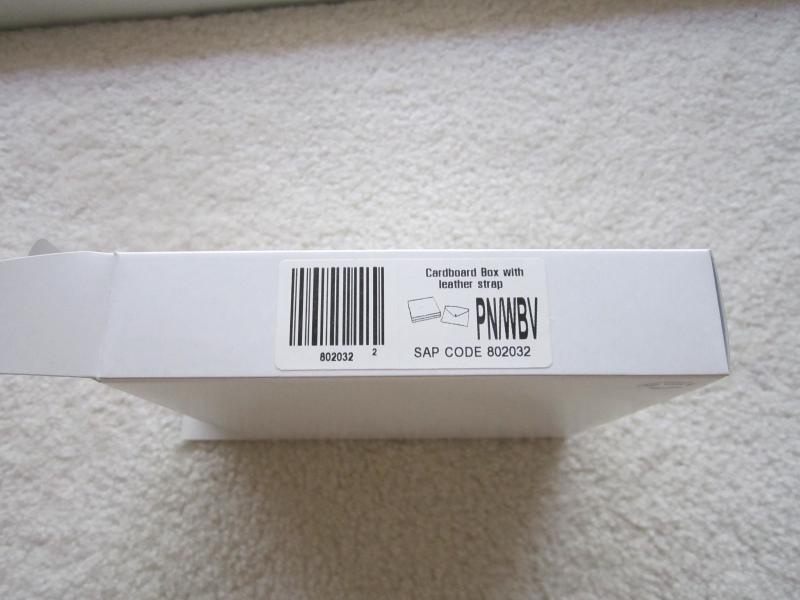 Cardboard Box with
leather strap
PN/WBV
802032 2
SAP CODE 802032